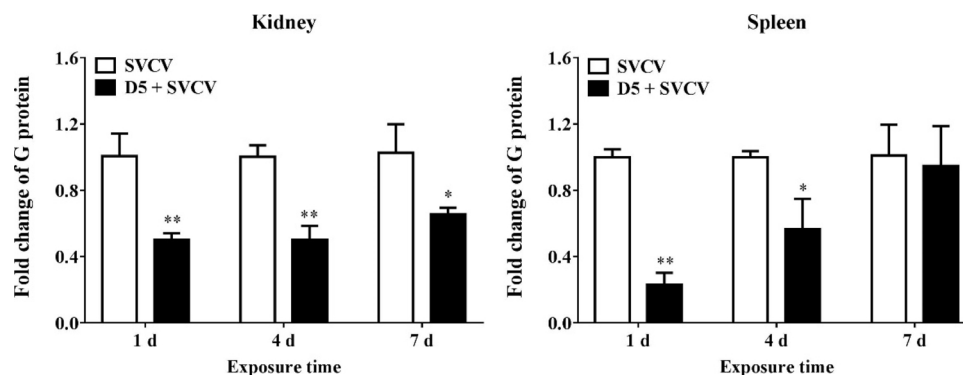 Kidney
Fold change of G protein
1.6
1.2
0.8
0.4
0.0
SVCV
D5 + SVCV
**
**
*
1 d
4 d
7 d
Exposure time
Spleen
Fold change of G protein
1.6
1.2
0.8
0.4
0.0
SVCV
D5 + SVCV
**
*
1 d
4 d
7 d
Exposure time